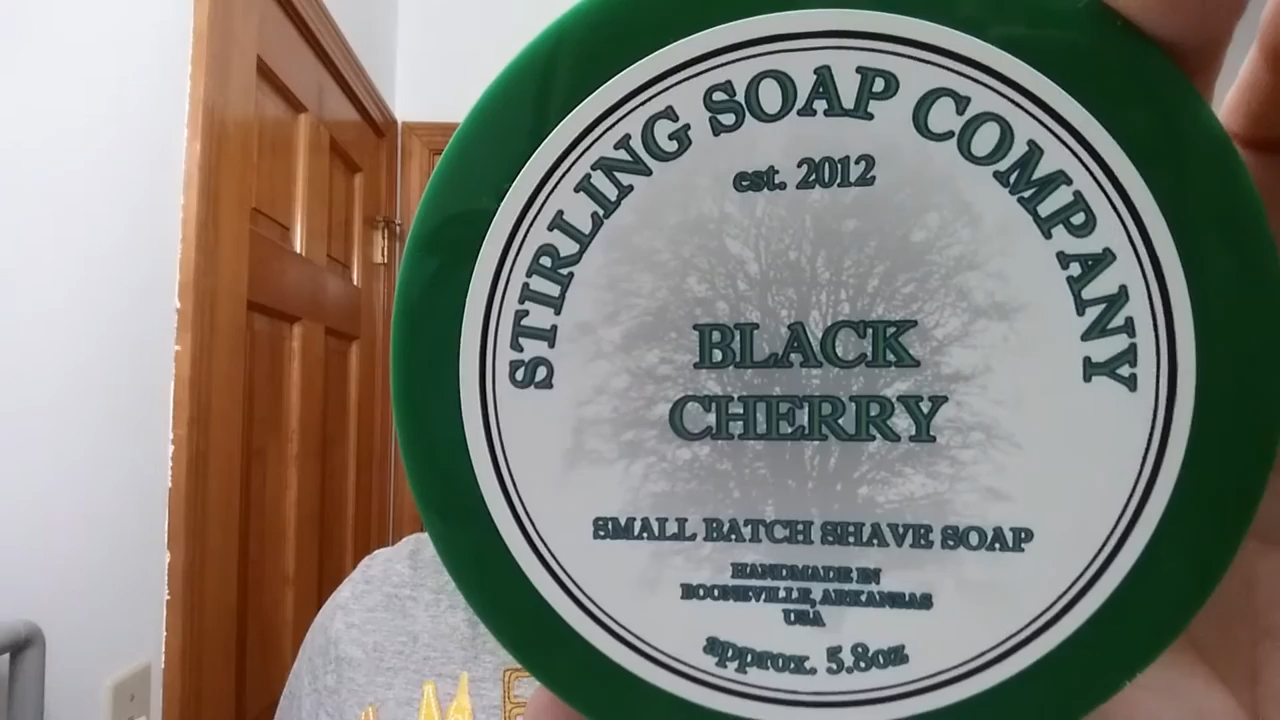 STIRLING SOAP COMPANY
est. 2012
BLACK
CHERRY
SMALL BATCH SHAVE SOAP
HANDMADE IN
BOONEVILLE, ARKANSAS
USA
approx. 5.8oz